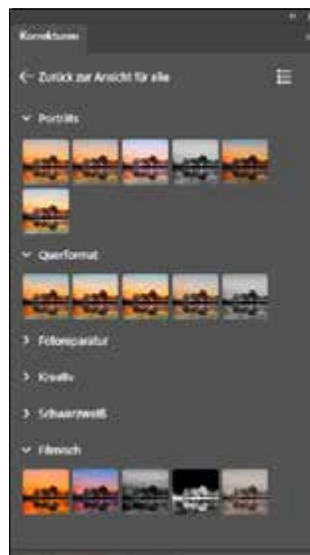 Korrekturen
Zurück zur Ansicht für alle
Porträts
Querformat
Fotoreparatur
Kreativ
Schwarzweiß
Filmisch